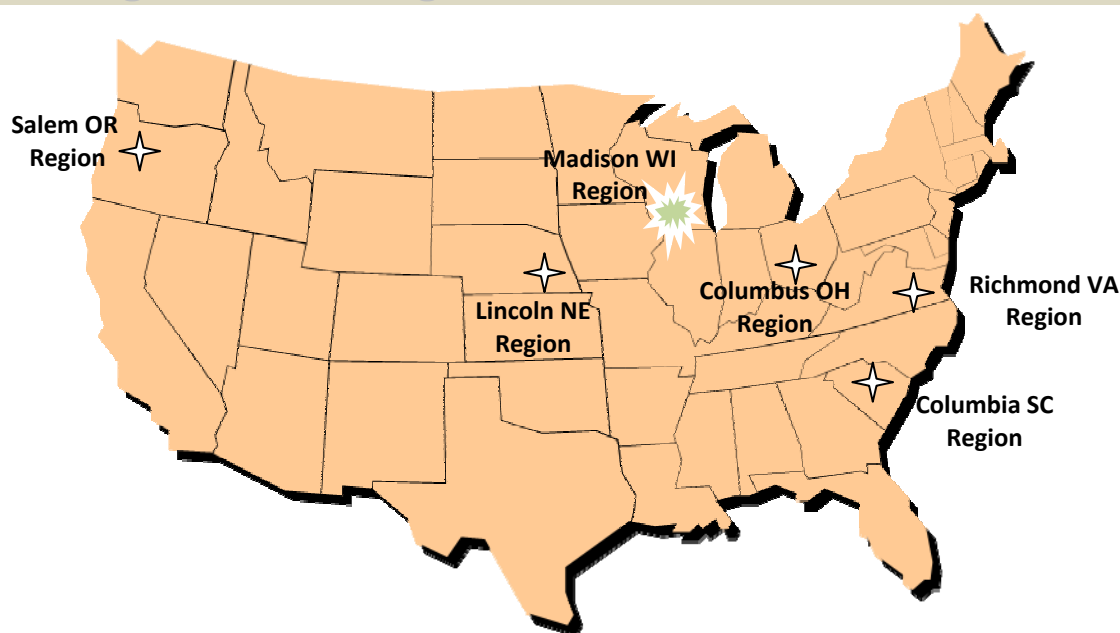 Salem OR
Region
Madison WI
Region
Lincoln NE
Region
Columbus OH
Region
Richmond VA
Region
Columbia SC
Region